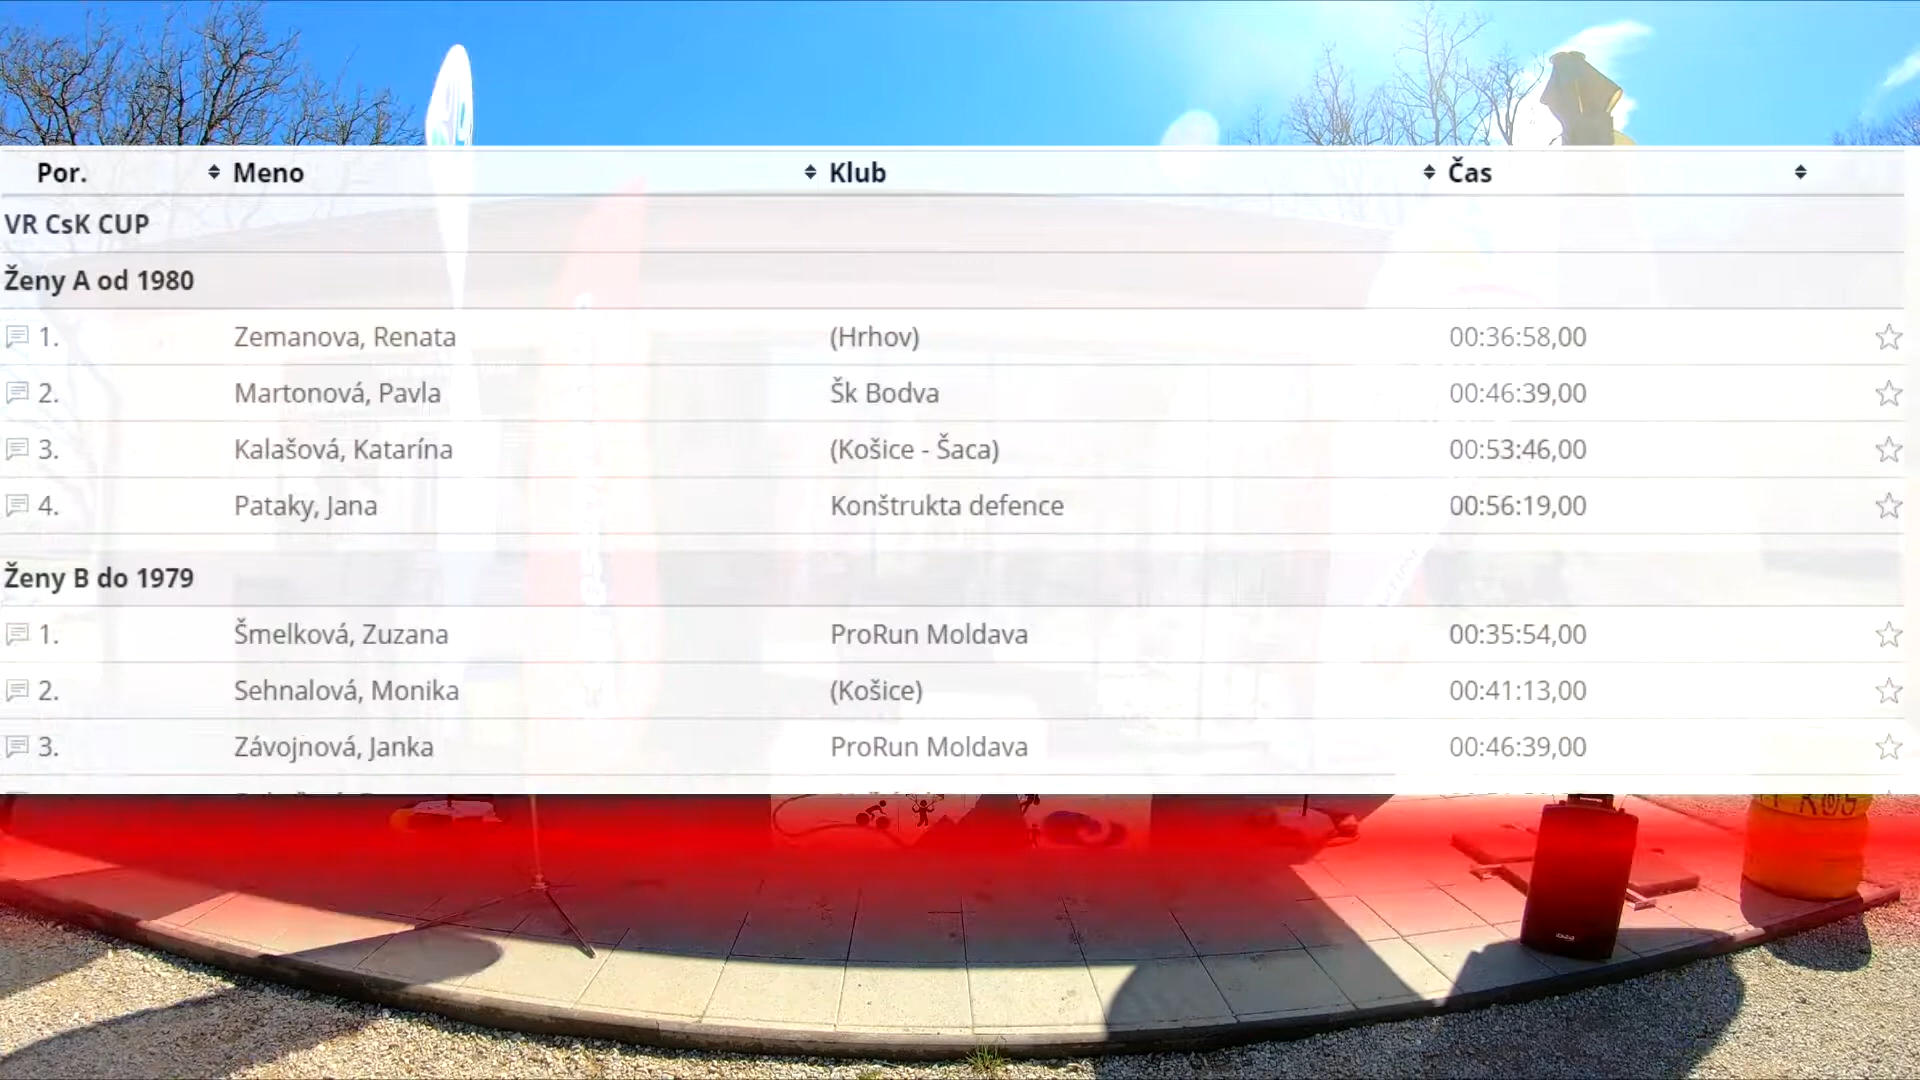 Por. Meno Klub Čas
VR CsK CUP
Ženy A od 1980
1. Zemanova, Renata (Hrhov) 00:36:58,00
2. Martonová, Pavla Šk Bodva 00:46:39,00
3. Kalašová, Katarína (Košice - Šaca) 00:53:46,00
4. Pataky, Jana Konštrukta defence 00:56:19,00
Ženy B do 1979
1. Šmelková, Zuzana ProRun Moldava 00:35:54,00
2. Sehnalová, Monika (Košice) 00:41:13,00
3. Závojnová, Janka ProRun Moldava 00:46:39,00